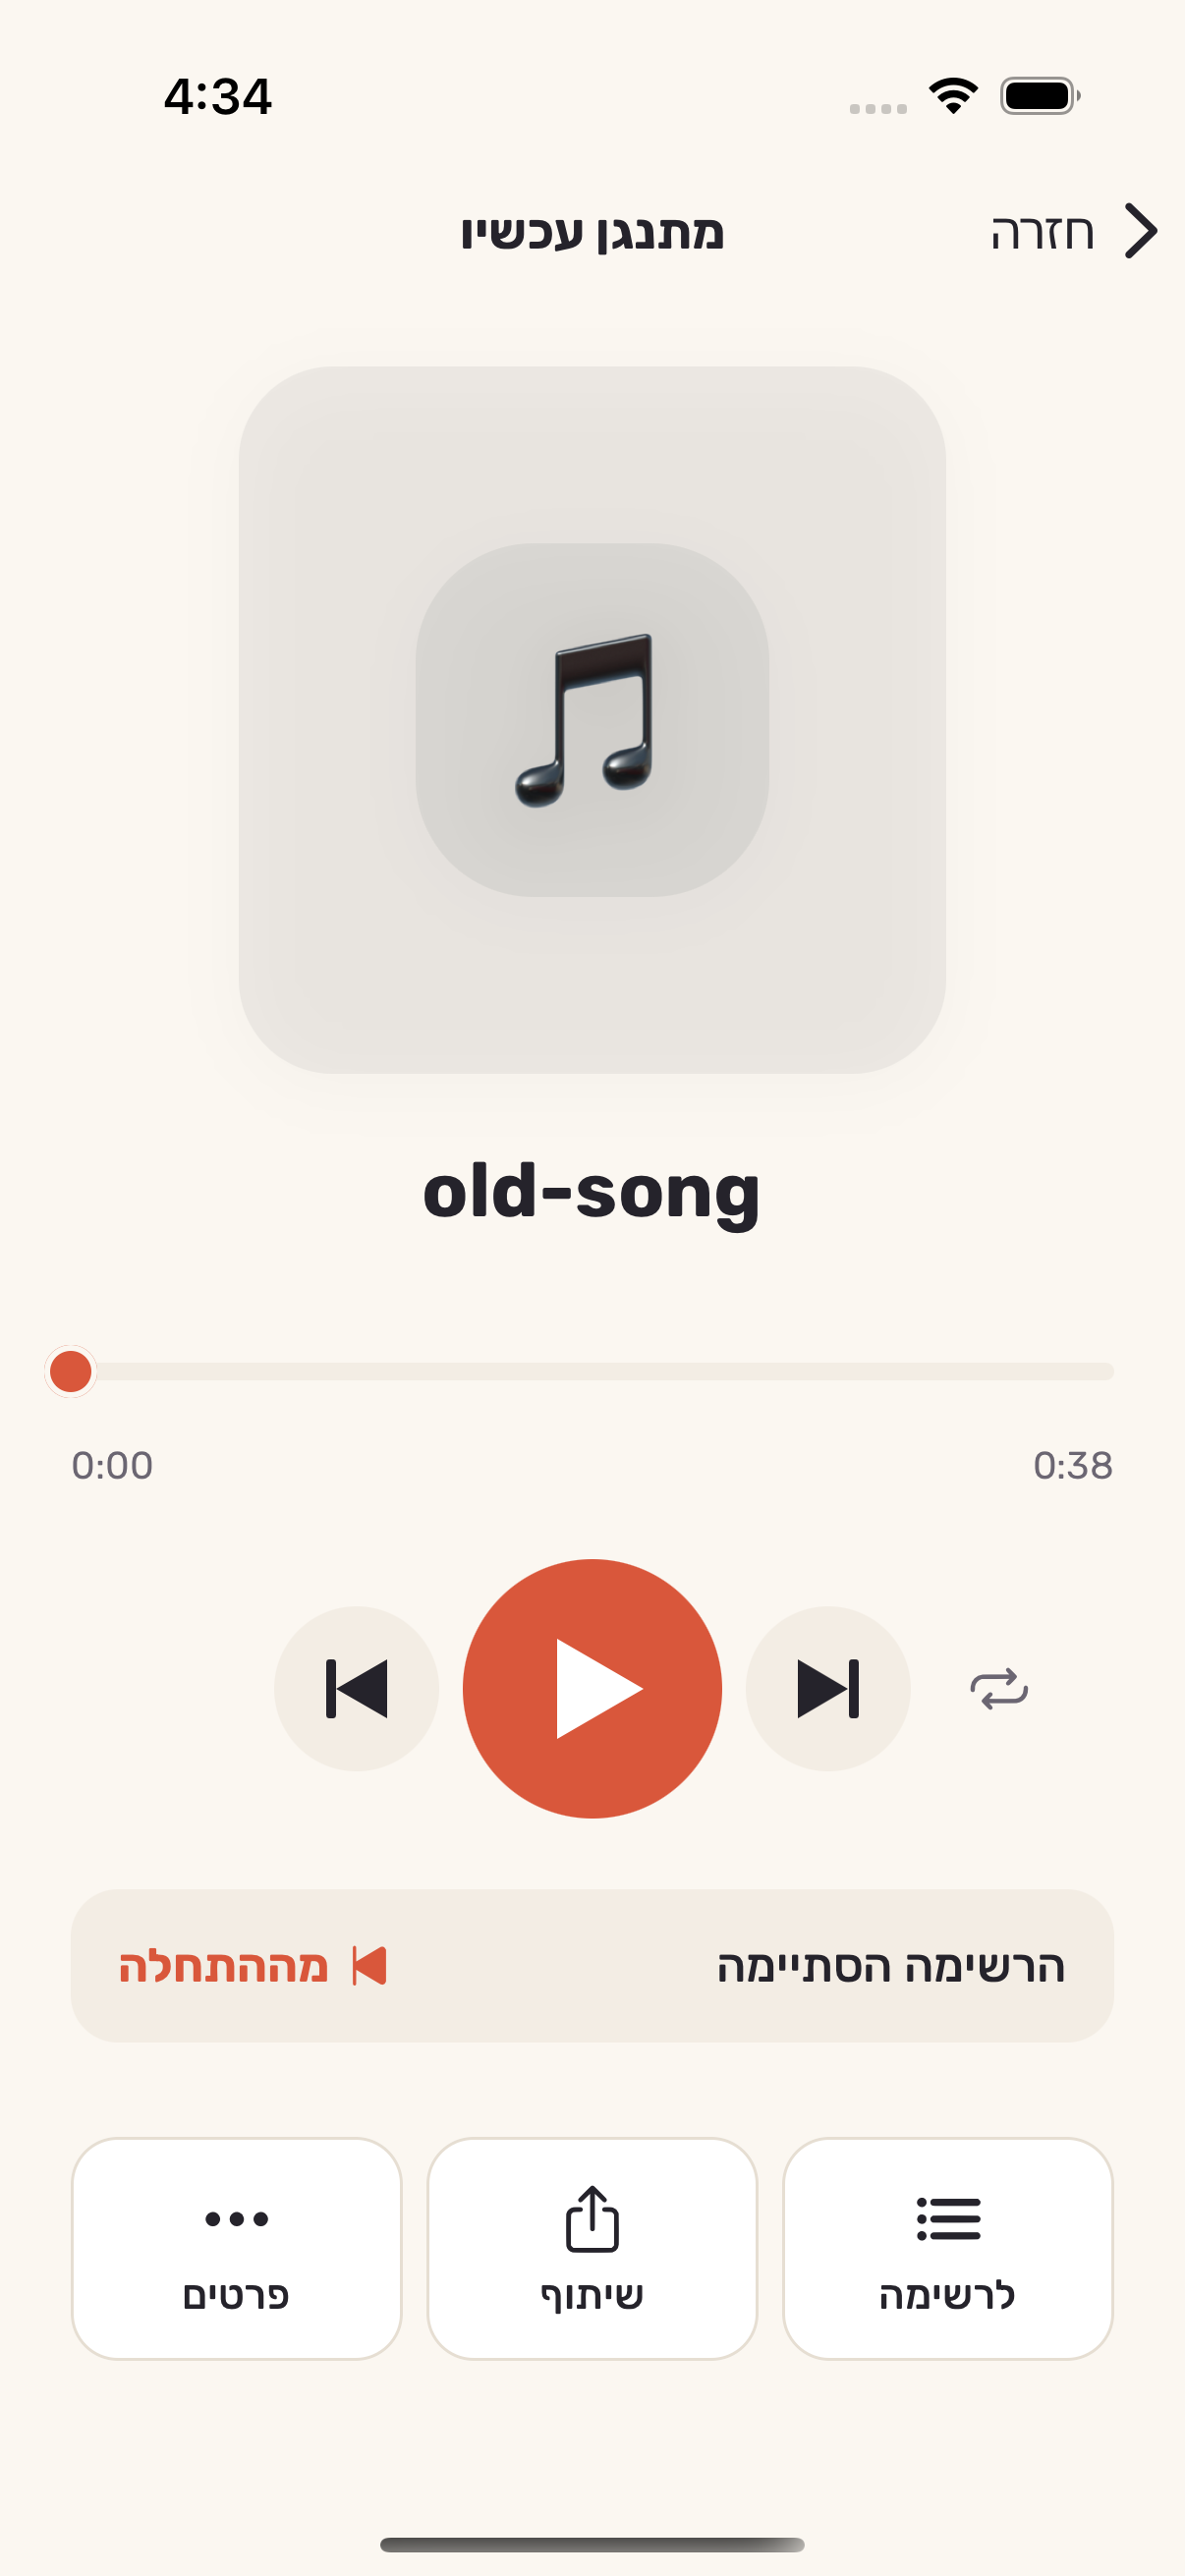 4:34
חזרה
מתנגן עכשיו
old-song
0:00
0:38
הרשימה הסתיימה
מההתחלה
לרשימה
שיתוף
פרטים